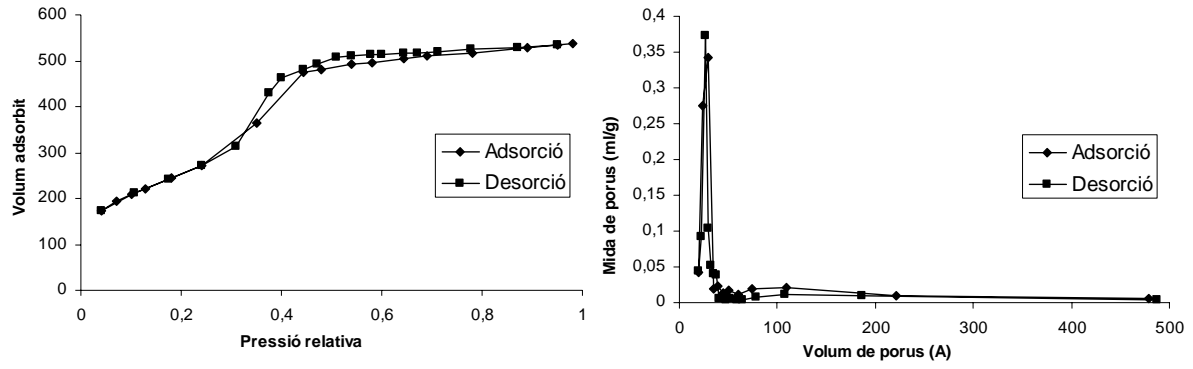 600
500
400
300
200
100
0
0 0,2 0,4 0,6 0,8 1
Volum adsorbit
Pressió relativa
Adsorció
Desorció
0,4
0,35
0,3
0,25
0,2
0,15
0,1
0,05
0
0 100 200 300 400 500
Mida de porus (ml/g)
Volum de porus (A)
Adsorció
Desorció